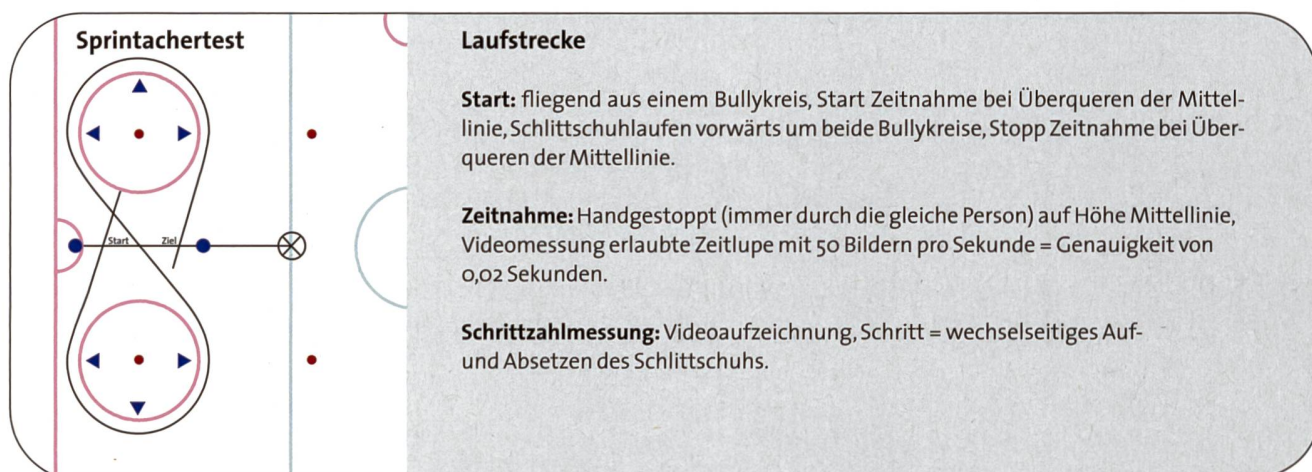 Sprintachertest
Start
Ziel
Laufstrecke
Start: fliegend aus einem Bullykreis, Start Zeitnahme bei Überqueren der Mittel-
linie, Schlittschuhlaufen vorwärts um beide Bullykreise, Stopp Zeitnahme bei Über-
queren der Mittellinie.
Zeitnahme: Handgestoppt (immer durch die gleiche Person) auf Höhe Mittellinie,
Videomessung erlaubte Zeitlupe mit 50 Bildern pro Sekunde = Genauigkeit von
0,02 Sekunden.
Schrittzahlmessung: Videoaufzeichnung, Schritt = wechselseitiges Auf-
und Absetzen des Schlittschuhs.